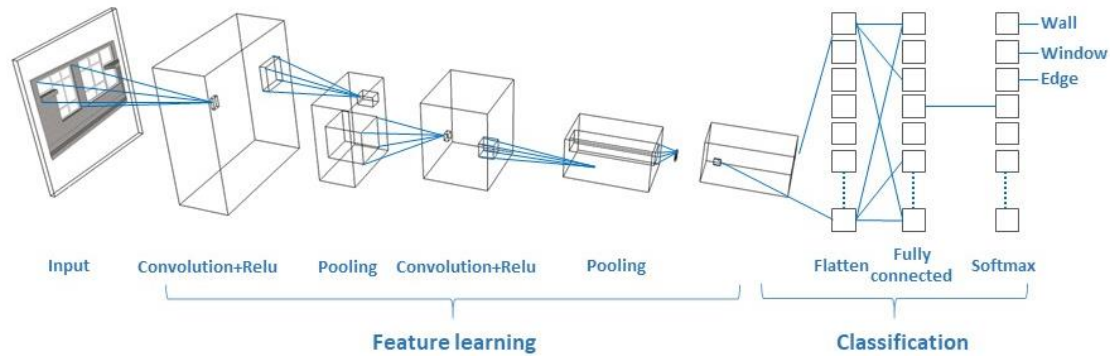 Wall
Window
Edge
Input
Convolution+Relu
Pooling
Convolution+Relu
Pooling
Flatten
Fully
connected
Softmax
Feature learning
Classification